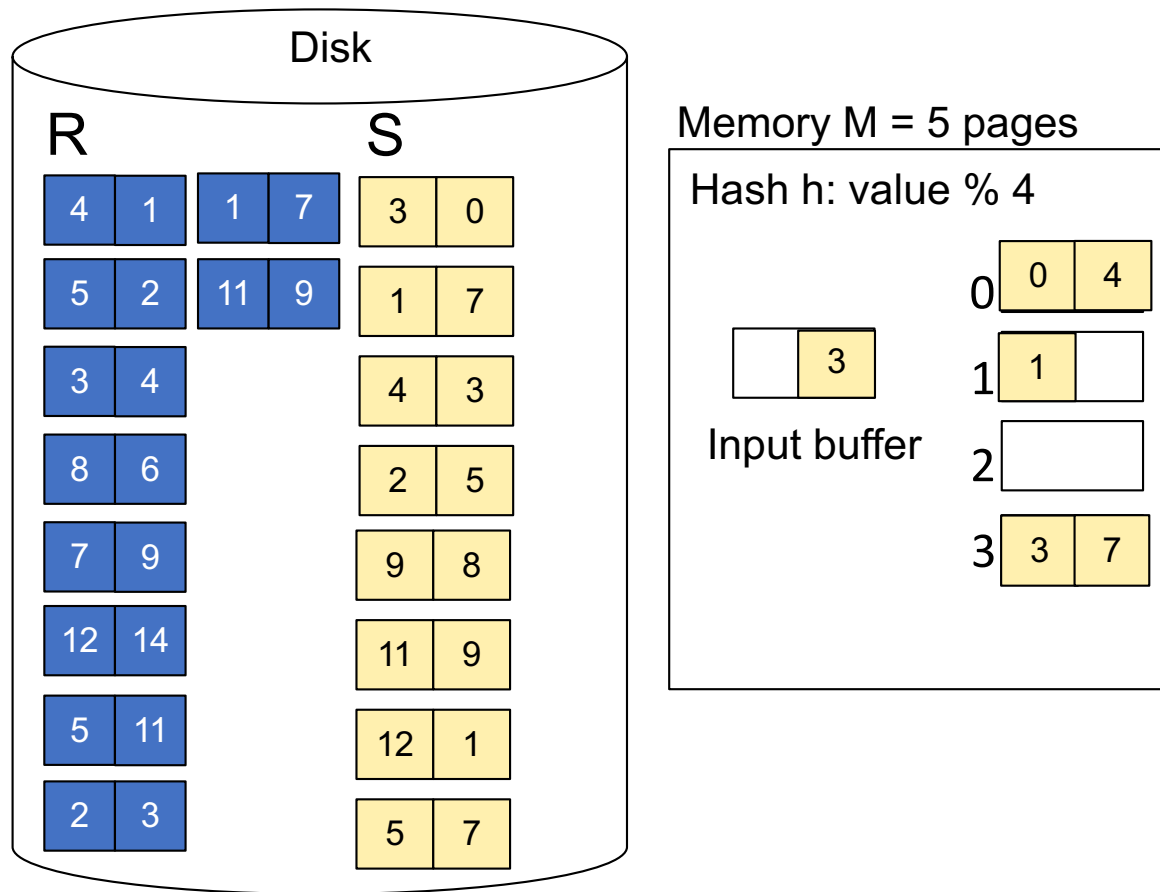 Disk
R S
4 1 1 7 3 0
5 2 11 9 1 7
3 4 4 3
8 6 2 5
7 9 9 8
12 14 11 9
5 11 12 1
2 3 5 7
Memory M = 5 pages
Hash h: value % 4
0 0 4
3
Input buffer
1 1
2
3 3 7